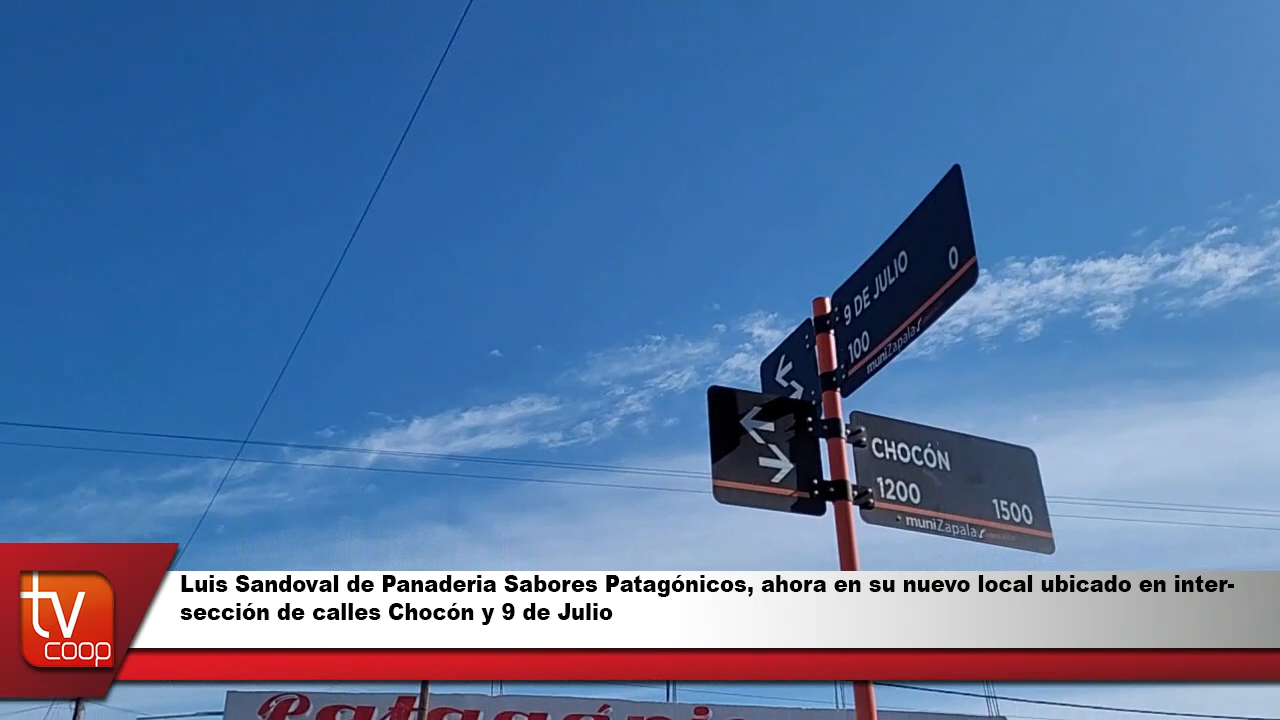 9 DE JULIO
0
100
muniZapala
CHOCÓN
1200 1500
muniZapala
tv
coop
Luis Sandoval de Panaderia Sabores Patagónicos, ahora en su nuevo local ubicado en inter-
sección de calles Chocón y 9 de Julio